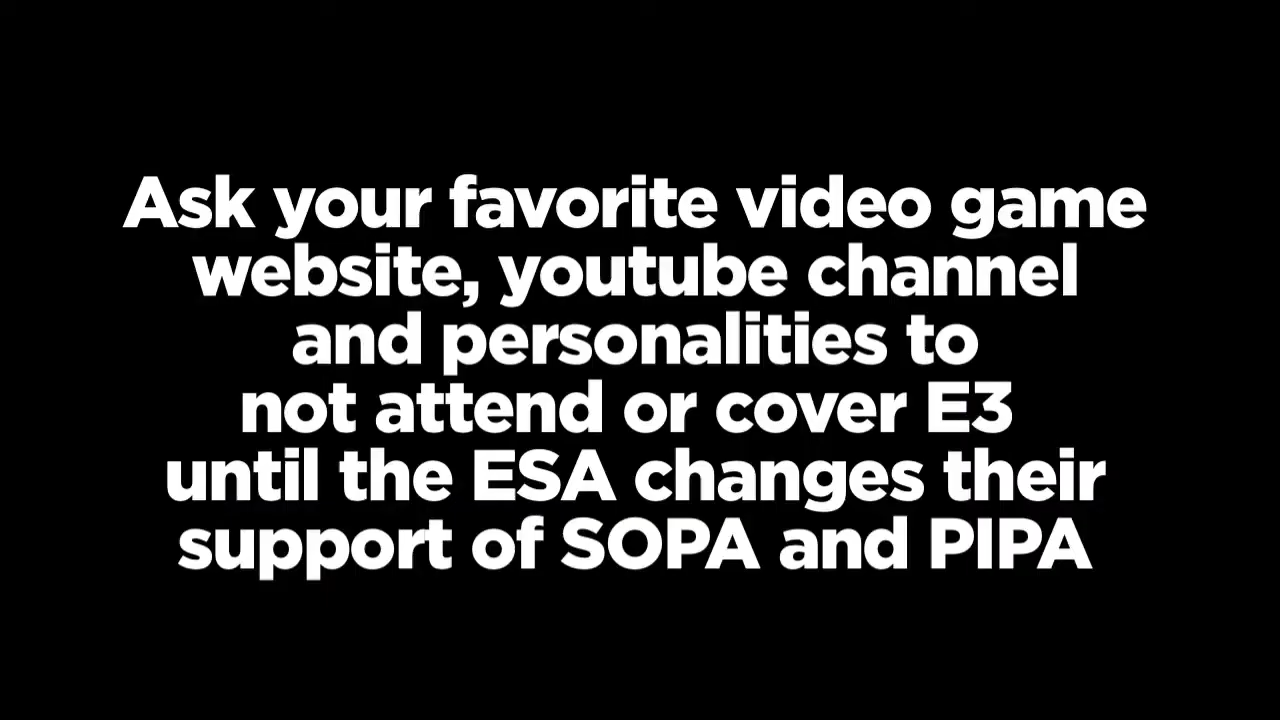 Ask your favorite video game
website, youtube channel
and personalities to
not attend or cover E3
until the ESA changes their
support of SOPA and PIPA